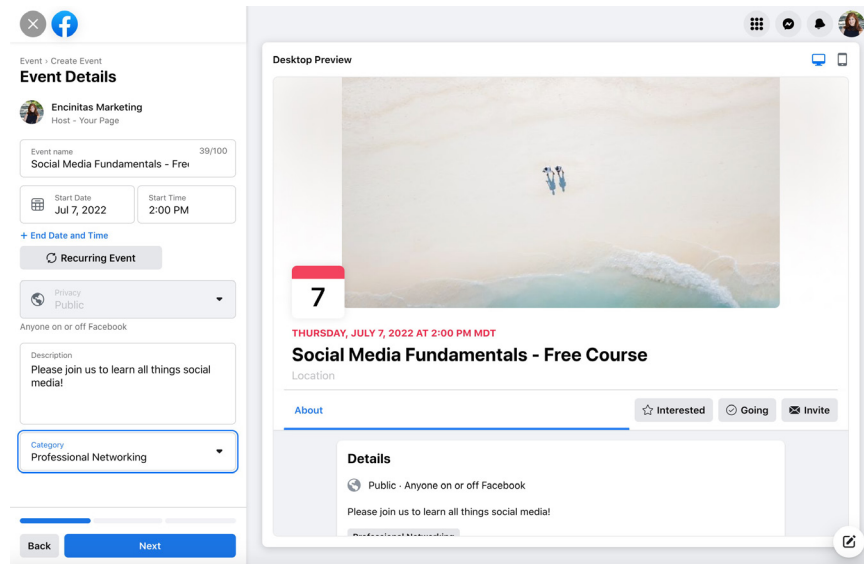 Event › Create Event
Event Details
Encinitas Marketing
Host - Your Page
Event name
39/100
Social Media Fundamentals - Free
Start Date
Jul 7, 2022
Start Time
2:00 PM
+ End Date and Time
Recurring Event
Privacy
Public
Anyone on or off Facebook
Description
Please join us to learn all things social
media!
Category
Professional Networking
Back
Next
Desktop Preview
7
THURSDAY, JULY 7, 2022 AT 2:00 PM MDT
Social Media Fundamentals - Free Course
Location
About
Interested
Going
Invite
Details
Public · Anyone on or off Facebook
Please join us to learn all things social media!
Professional Networking